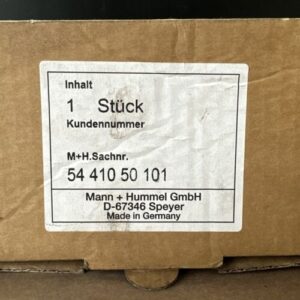 Inhalt
1 Stück
Kundennummer
M+H.Sachnr.
54 410 50 101
Mann + Hummel GmbH
D-67346 Speyer
Made in Germany